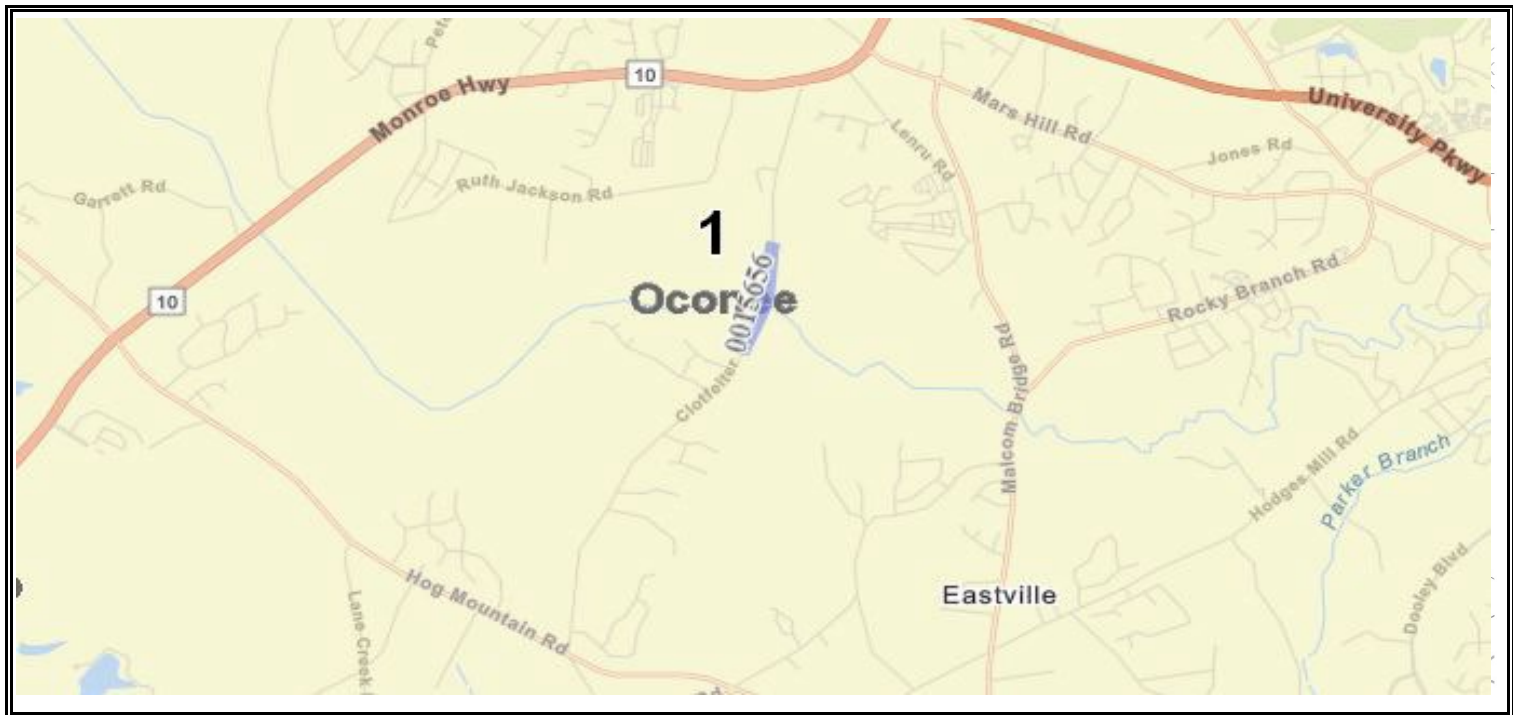 Monroe Hwy
10
Mars Hill Rd
University Pkwy
Lenru Rd
Jones Rd
Garrett Rd
Ruth Jackson Rd
1
Oconee
0015656
10
Rocky Branch Rd
Clotfelter
Malcom Bridge Rd
Hodges Mill Rd
Parker Branch
Hog Mountain Rd
Eastville
Dooley Blvd
Lane Creek